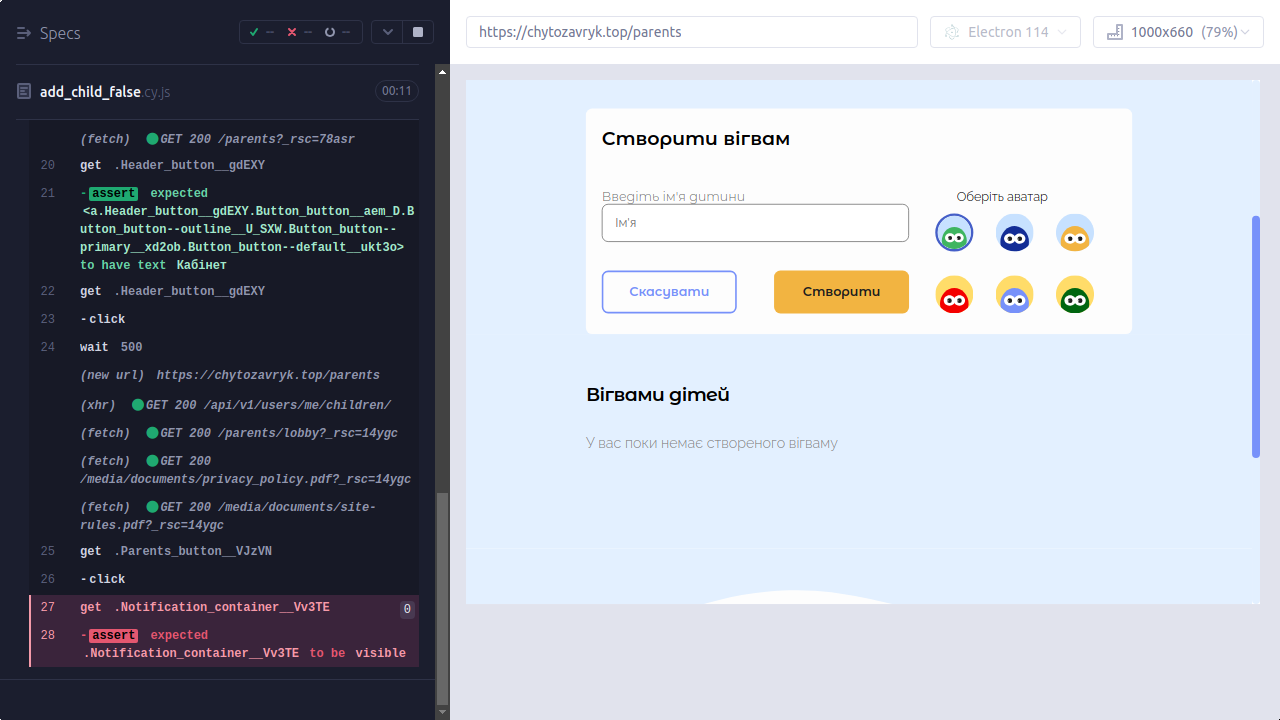 Specs
https://chytozavryk.top/parents
Electron 114
1000x660 (79%)
add_child_false.cy.js
00:11
(fetch) GET 200 /parents?_rsc=78asr
20 get .Header_button__gdEXY
21 -assert expected
<a.Header_button__gdEXY.Button_button__aem_D.B
utton_button--outline__U_SXW.Button_button--
primary__xd2ob.Button_button--default__ukt3o>
to have text Кабінет
22 get .Header_button__gdEXY
23 -click
24 wait 500
(new url) https://chytozavryk.top/parents
(xhr) GET 200 /api/v1/users/me/children/
(fetch) GET 200 /parents/lobby?_rsc=14ygc
(fetch) GET 200
/media/documents/privacy_policy.pdf?_rsc=14ygc
(fetch) GET 200 /media/documents/site-
rules.pdf?_rsc=14ygc
25 get .Parents_button__VJzVN
26 -click
27 get .Notification_container__Vv3TE 0
28 -assert expected
.Notification_container__Vv3TE to be visible
Створити вігвам
Введіть ім'я дитини
Ім'я
Оберіть аватар
Скасувати
Створити
Вігвами дітей
У вас поки немає створеного вігваму